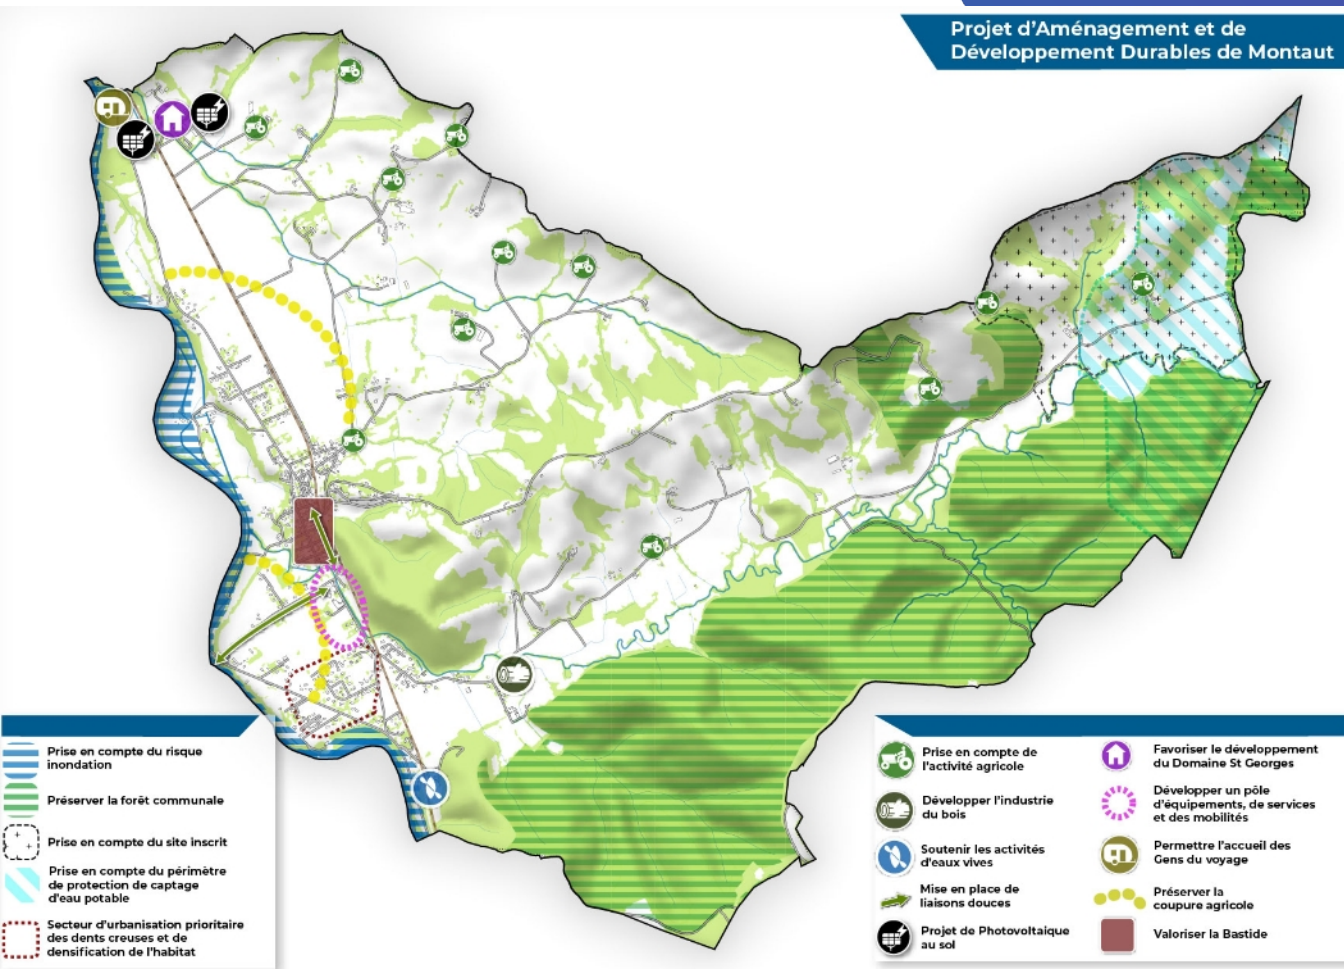 Projet d'Aménagement et de
Développement Durables de Montaut
Prise en compte du risque
inondation
Préserver la forêt communale
Prise en compte du site inscrit
Prise en compte du périmètre
de protection de captage
d'eau potable
Secteur d'urbanisation prioritaire
des dents creuses et de
densification de l'habitat
Prise en compte de
l'activité agricole
Développer l'industrie
du bois
Soutenir les activités
d'eaux vives
Mise en place de
liaisons douces
Projet de Photovoltaique
au sol
Favoriser le développement
du Domaine St Georges
Développer un pôle
d'équipements, de services
et des mobilités
Permettre l'accueil des
Gens du voyage
Préserver la
coupure agricole
Valoriser la Bastide